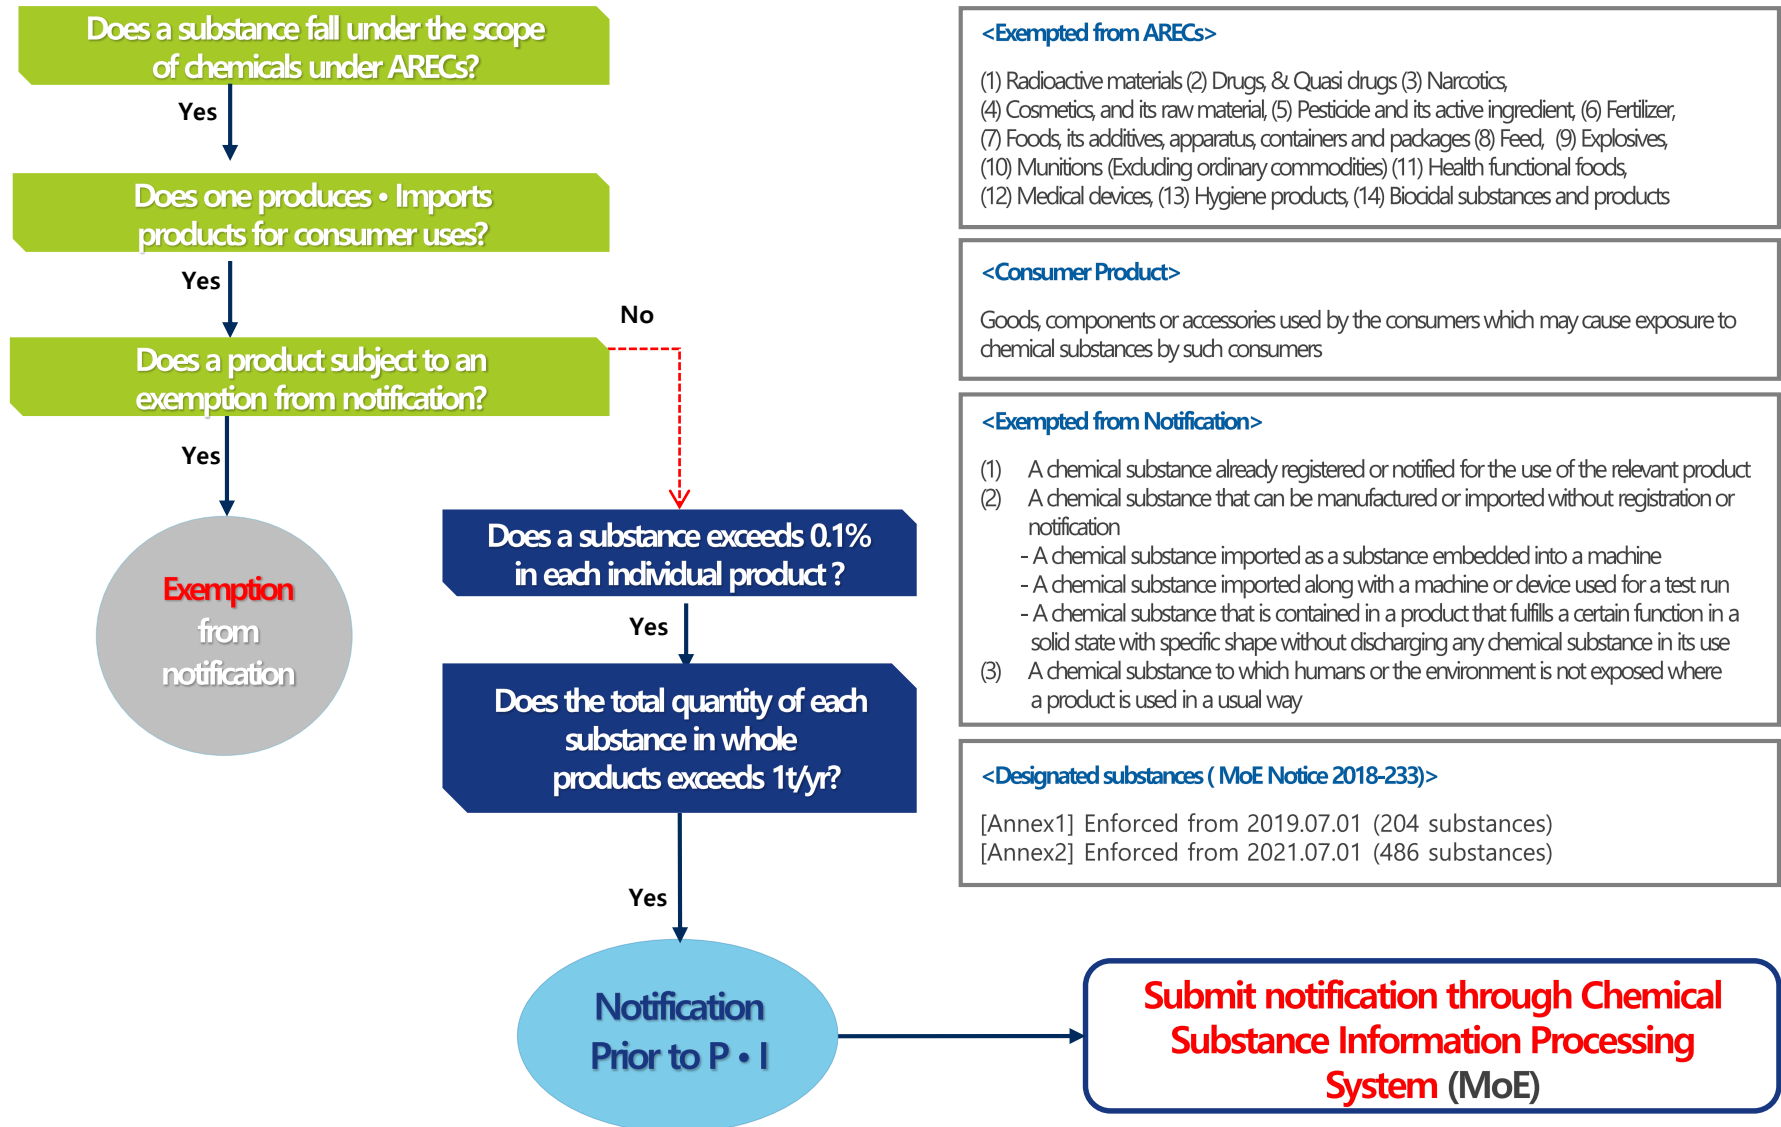 Does a substance fall under the scope
of chemicals under ARECs?
Yes
Does one produces • Imports
products for consumer uses?
Yes
No
Does a product subject to an
exemption from notification?
Yes
Exemption
from
notification
Does a substance exceeds 0.1%
in each individual product ?
Yes
Does the total quantity of each
substance in whole
products exceeds 1t/yr?
Yes
Notification
Prior to P • I
<Exempted from ARECs>
(1) Radioactive materials (2) Drugs, & Quasi drugs (3) Narcotics,
(4) Cosmetics, and its raw material, (5) Pesticide and its active ingredient, (6) Fertilizer,
(7) Foods, its additives, apparatus, containers and packages (8) Feed, (9) Explosives,
(10) Munitions (Excluding ordinary commodities) (11) Health functional foods,
(12) Medical devices, (13) Hygiene products, (14) Biocidal substances and products
<Consumer Product>
Goods, components or accessories used by the consumers which may cause exposure to
chemical substances by such consumers
<Exempted from Notification>
(1) A chemical substance already registered or notified for the use of the relevant product
(2) A chemical substance that can be manufactured or imported without registration or
notification
- A chemical substance imported as a substance embedded into a machine
- A chemical substance imported along with a machine or device used for a test run
- A chemical substance that is contained in a product that fulfills a certain function in a
solid state with specific shape without discharging any chemical substance in its use
(3) A chemical substance to which humans or the environment is not exposed where
a product is used in a usual way
<Designated substances ( MoE Notice 2018-233)>
[Annex1] Enforced from 2019.07.01 (204 substances)
[Annex2] Enforced from 2021.07.01 (486 substances)
Submit notification through Chemical
Substance Information Processing
System (MoE)